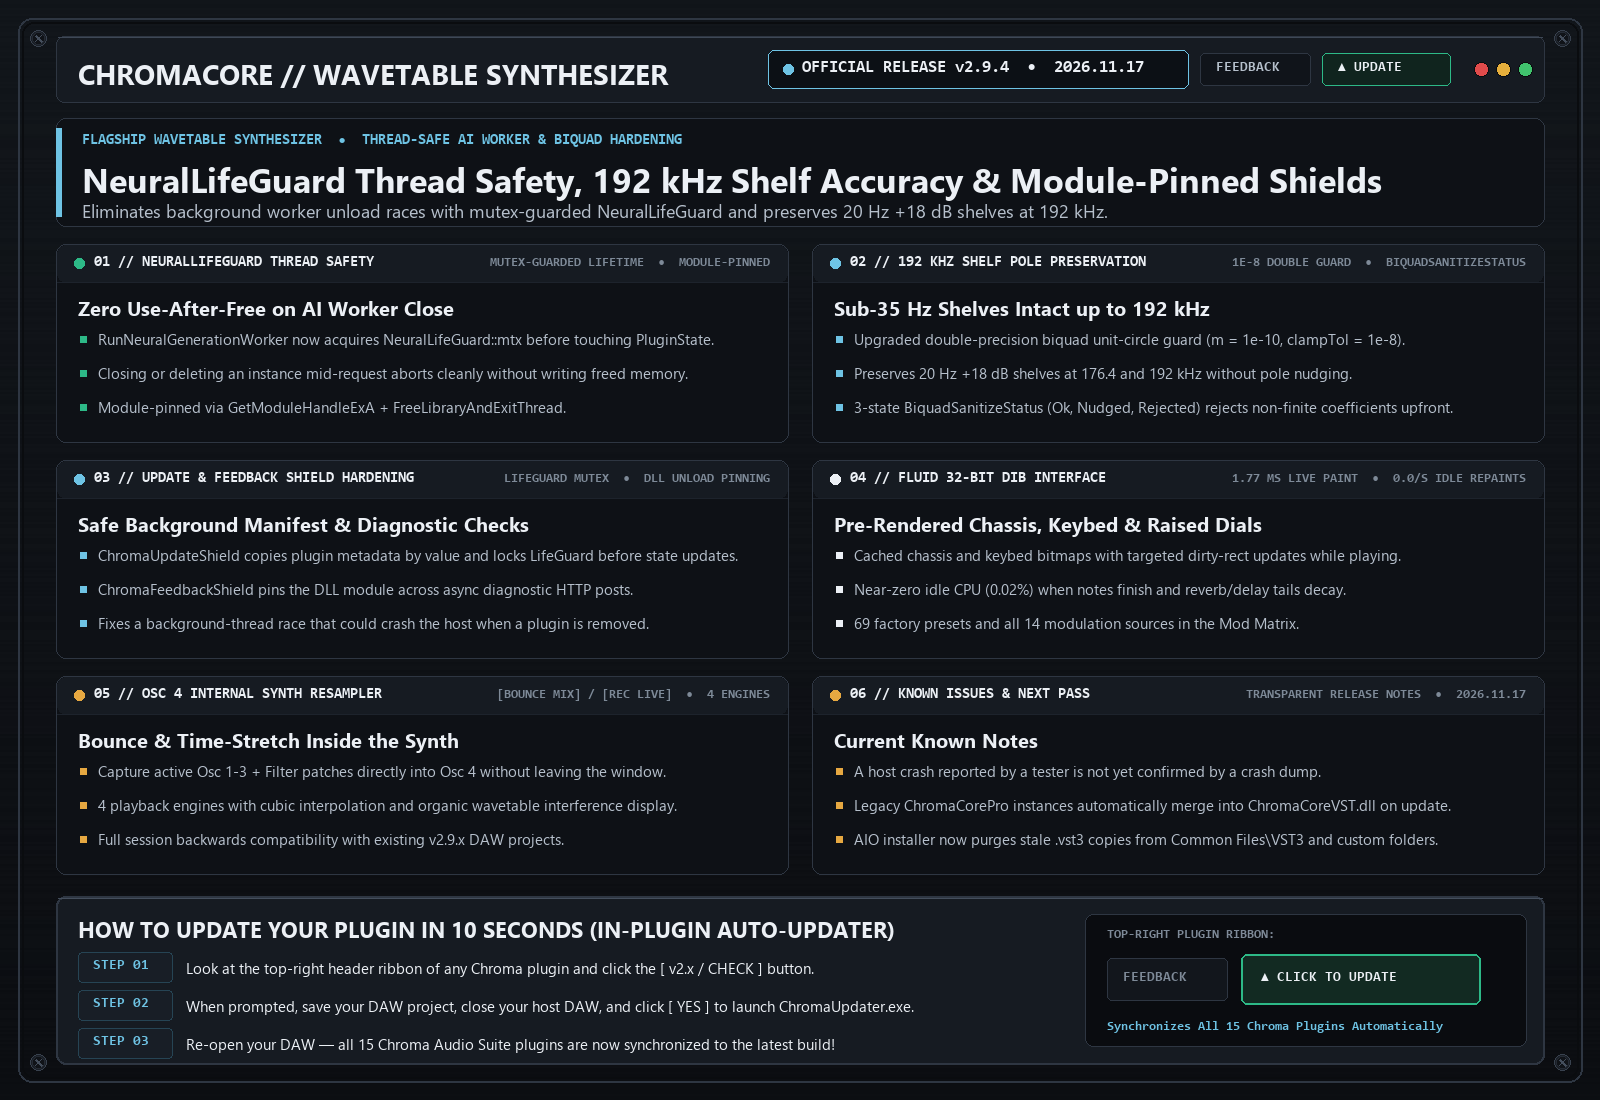 CHROMACORE // WAVETABLE SYNTHESIZER
OFFICIAL RELEASE v2.9.4 • 2026.11.17
FEEDBACK
▲ UPDATE
FLAGSHIP WAVETABLE SYNTHESIZER • THREAD-SAFE AI WORKER & BIQUAD HARDENING
NeuralLifeGuard Thread Safety, 192 kHz Shelf Accuracy & Module-Pinned Shields
Eliminates background worker unload races with mutex-guarded NeuralLifeGuard and preserves 20 Hz +18 dB shelves at 192 kHz.
01 // NEURALLIFEGUARD THREAD SAFETY
MUTEX-GUARDED LIFETIME • MODULE-PINNED
Zero Use-After-Free on AI Worker Close
RunNeuralGenerationWorker now acquires NeuralLifeGuard::mtx before touching PluginState.
Closing or deleting an instance mid-request aborts cleanly without writing freed memory.
Module-pinned via GetModuleHandleExA + FreeLibraryAndExitThread.
02 // 192 KHZ SHELF POLE PRESERVATION
1E-8 DOUBLE GUARD • BIQUADSANITIZESTATUS
Sub-35 Hz Shelves Intact up to 192 kHz
Upgraded double-precision biquad unit-circle guard (m = 1e-10, clampTol = 1e-8).
Preserves 20 Hz +18 dB shelves at 176.4 and 192 kHz without pole nudging.
3-state BiquadSanitizeStatus (Ok, Nudged, Rejected) rejects non-finite coefficients upfront.
03 // UPDATE & FEEDBACK SHIELD HARDENING
LIFEGUARD MUTEX • DLL UNLOAD PINNING
Safe Background Manifest & Diagnostic Checks
ChromaUpdateShield copies plugin metadata by value and locks LifeGuard before state updates.
ChromaFeedbackShield pins the DLL module across async diagnostic HTTP posts.
Fixes a background-thread race that could crash the host when a plugin is removed.
04 // FLUID 32-BIT DIB INTERFACE
1.77 MS LIVE PAINT • 0.0/S IDLE REPAINTS
Pre-Rendered Chassis, Keybed & Raised Dials
Cached chassis and keybed bitmaps with targeted dirty-rect updates while playing.
Near-zero idle CPU (0.02%) when notes finish and reverb/delay tails decay.
69 factory presets and all 14 modulation sources in the Mod Matrix.
05 // OSC 4 INTERNAL SYNTH RESAMPLER
[BOUNCE MIX] / [REC LIVE] • 4 ENGINES
Bounce & Time-Stretch Inside the Synth
Capture active Osc 1-3 + Filter patches directly into Osc 4 without leaving the window.
4 playback engines with cubic interpolation and organic wavetable interference display.
Full session backwards compatibility with existing v2.9.x DAW projects.
06 // KNOWN ISSUES & NEXT PASS
TRANSPARENT RELEASE NOTES • 2026.11.17
Current Known Notes
A host crash reported by a tester is not yet confirmed by a crash dump.
Legacy ChromaCorePro instances automatically merge into ChromaCoreVST.dll on update.
AIO installer now purges stale .vst3 copies from Common Files\VST3 and custom folders.
HOW TO UPDATE YOUR PLUGIN IN 10 SECONDS (IN-PLUGIN AUTO-UPDATER)
STEP 01
Look at the top-right header ribbon of any Chroma plugin and click the [ v2.x / CHECK ] button.
STEP 02
When prompted, save your DAW project, close your host DAW, and click [ YES ] to launch ChromaUpdater.exe.
STEP 03
Re-open your DAW — all 15 Chroma Audio Suite plugins are now synchronized to the latest build!
TOP-RIGHT PLUGIN RIBBON:
FEEDBACK
▲ CLICK TO UPDATE
Synchronizes All 15 Chroma Plugins Automatically